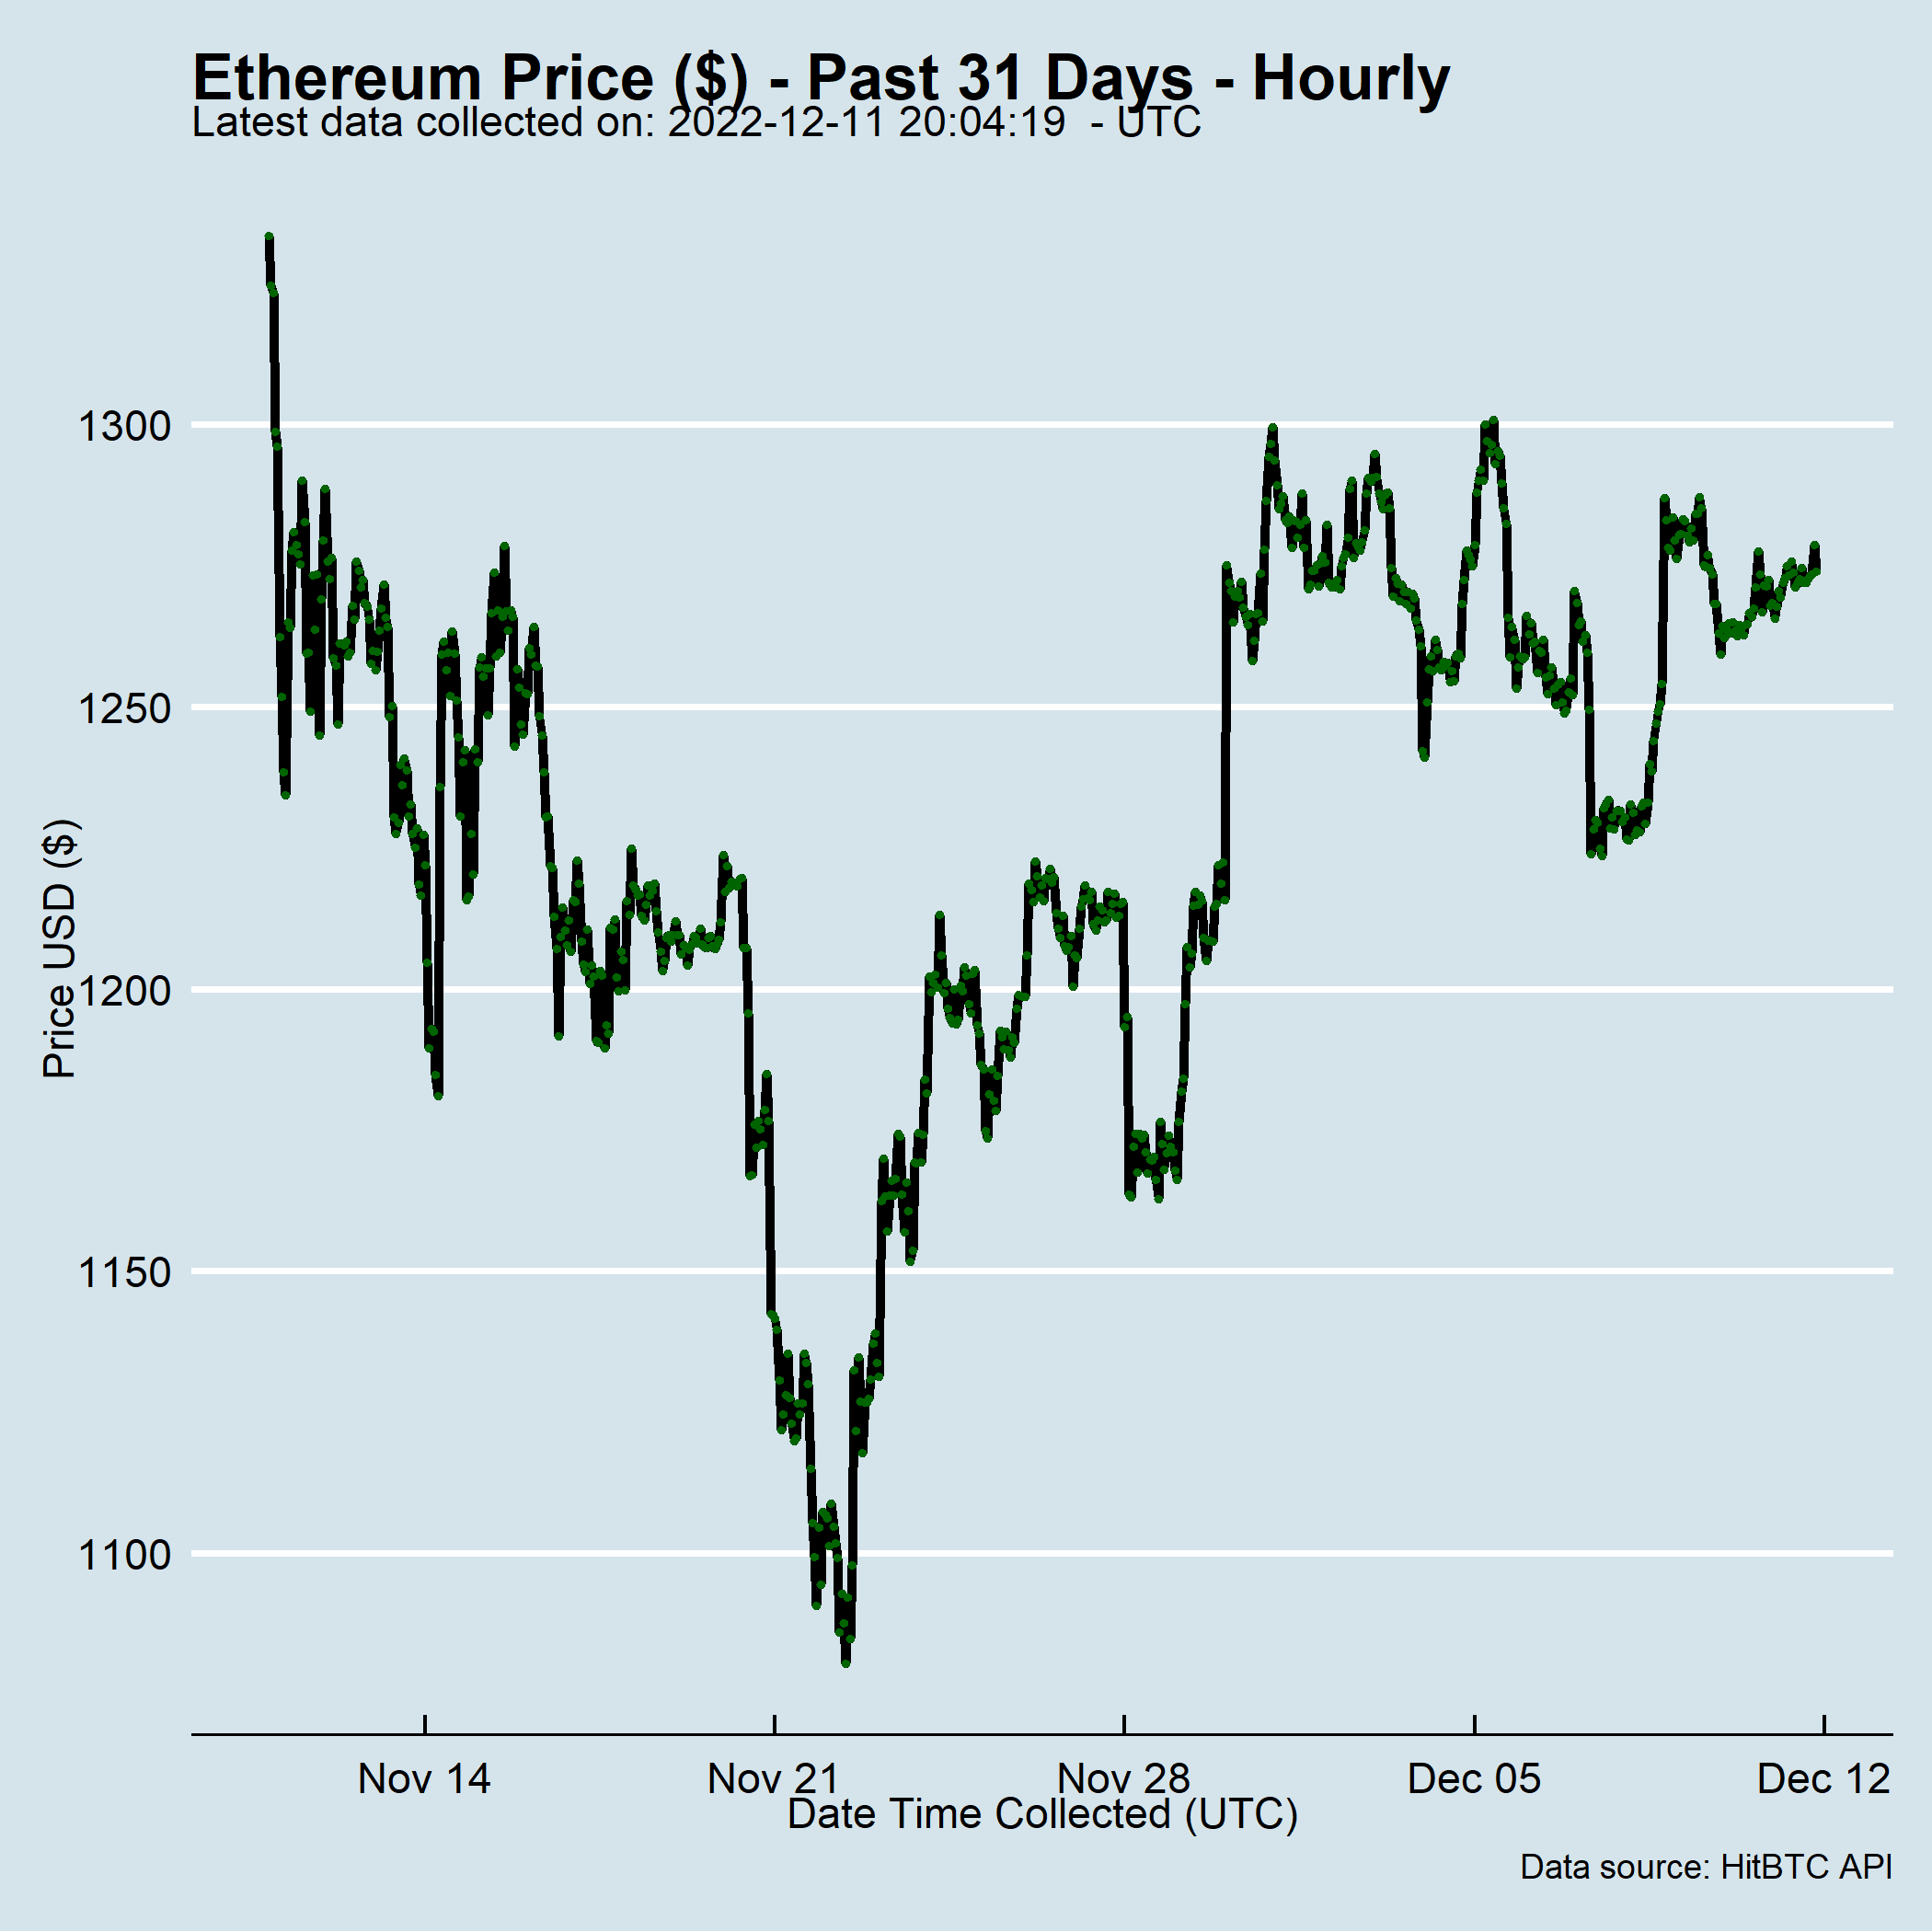 Ethereum Price ($) - Past 31 Days - Hourly
Latest data collected on: 2022-12-11 20:04:19  - UTC
Price USD ($)
1300
1250
1200
1150
1100
Nov 14 Nov 21 Nov 28 Dec 05 Dec 12
Date Time Collected (UTC)
Data source: HitBTC API